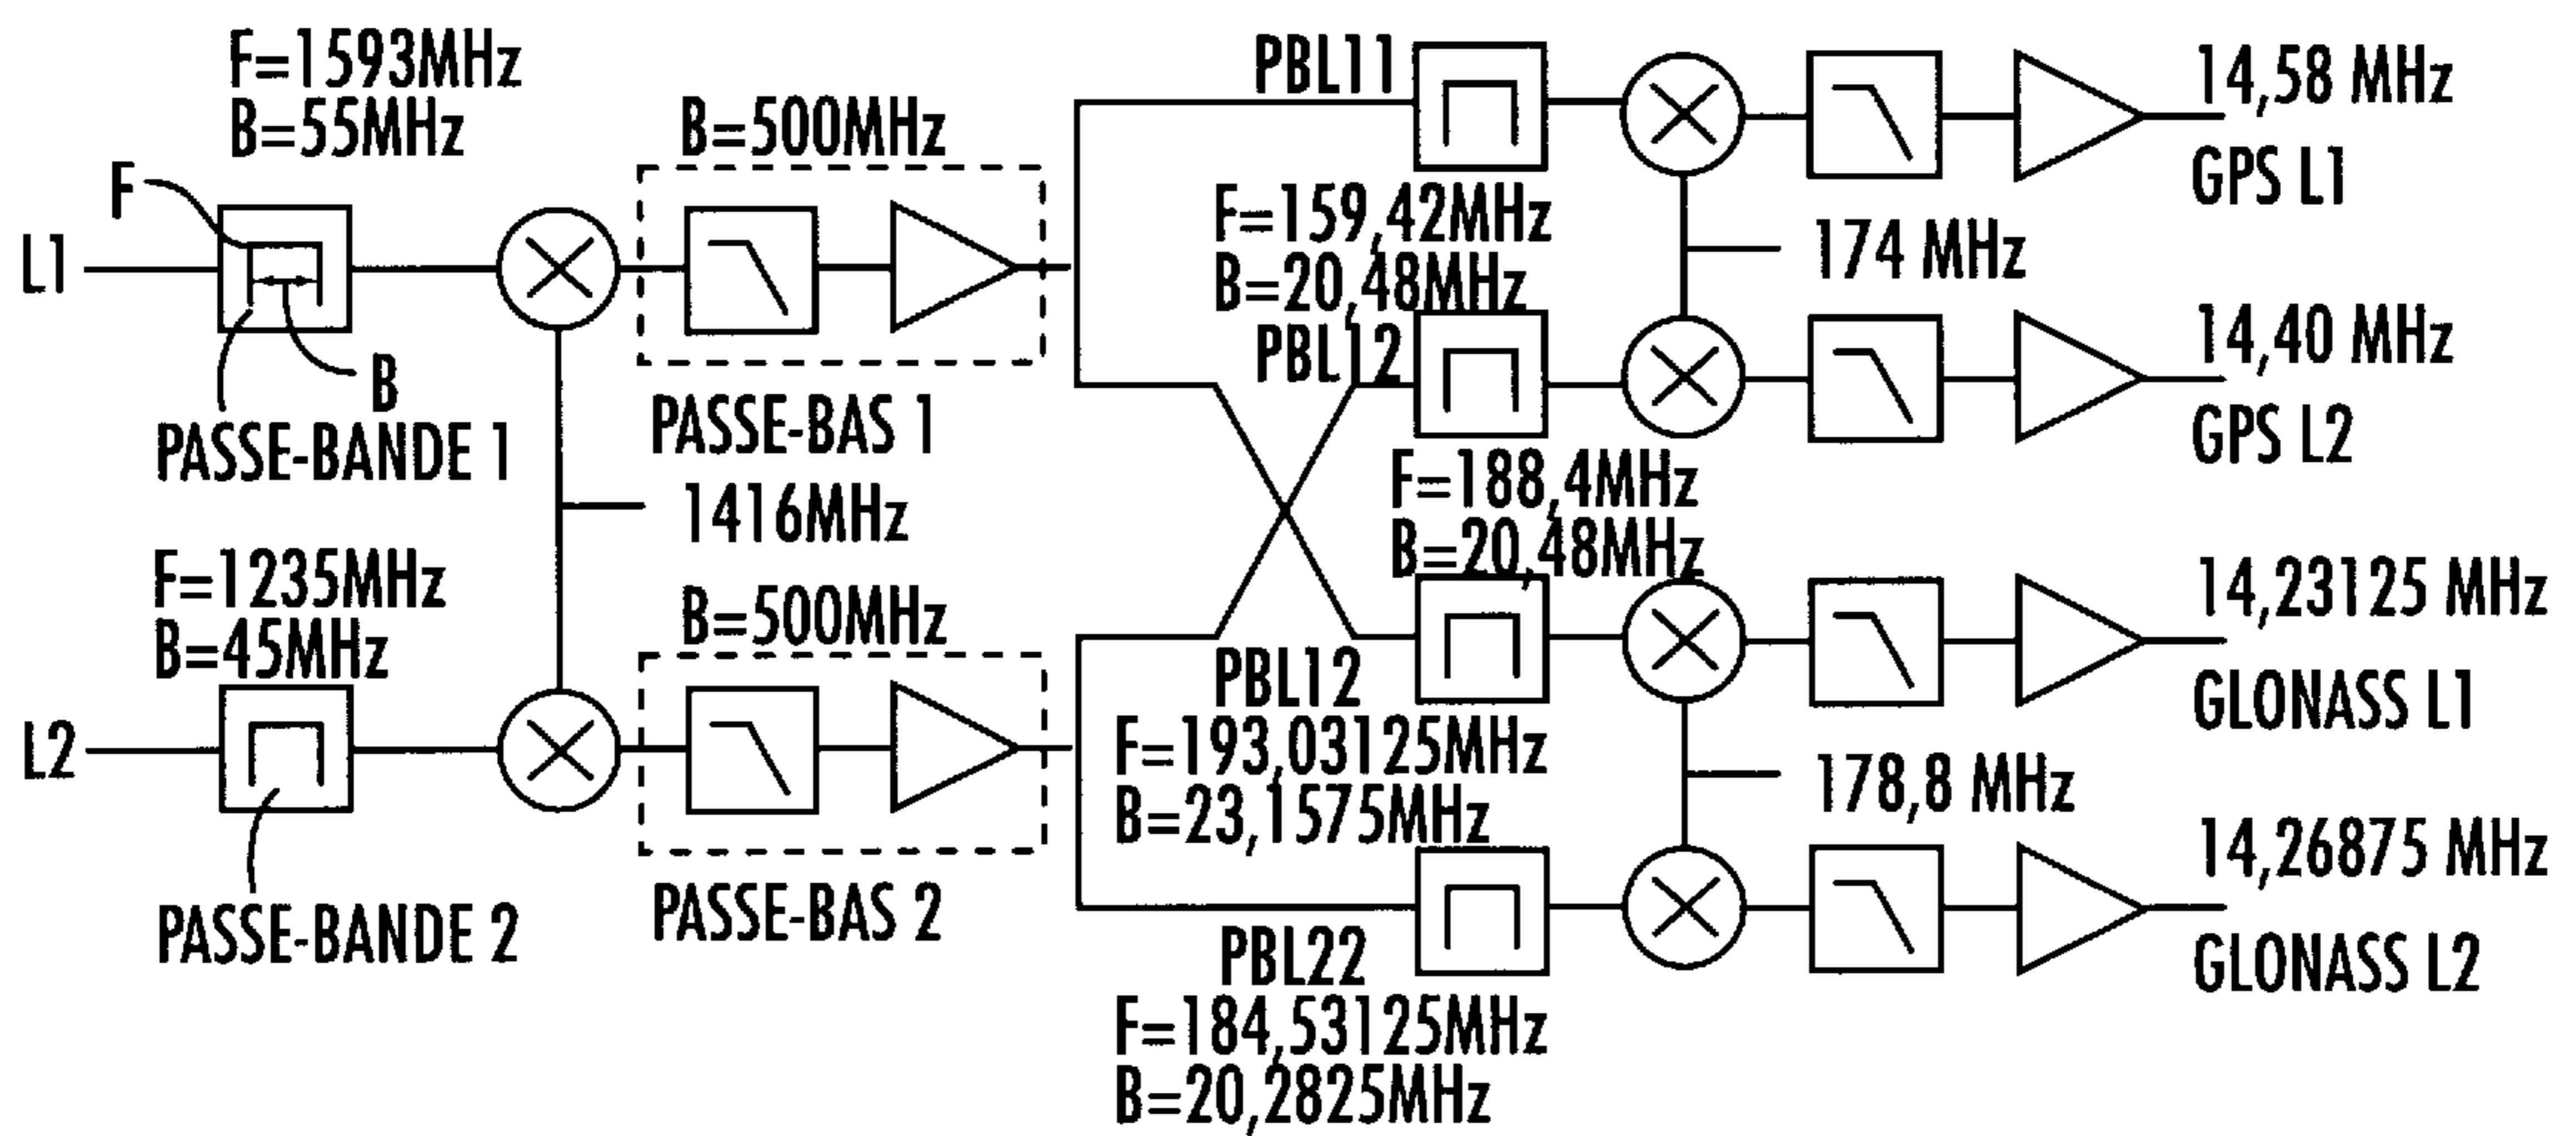 F=1593MHz
B=55MHz
F
L1
B
PASSE-BANDE 1
B=500MHz
PASSE-BAS 1
1416MHz
F=1235MHz
B=45MHz
L2
PASSE-BANDE 2
B=500MHz
PASSE-BAS 2
PBL11
F=159,42MHz
B=20,48MHz
PBL12
F=188,4MHz
B=20,48MHz
PBL12
F=193,03125MHz
B=23,1575MHz
PBL22
F=184,53125MHz
B=20,2825MHz
174 MHz
178,8 MHz
14,58 MHz
GPS L1
14,40 MHz
GPS L2
14,23125 MHz
GLONASS L1
14,26875 MHz
GLONASS L2